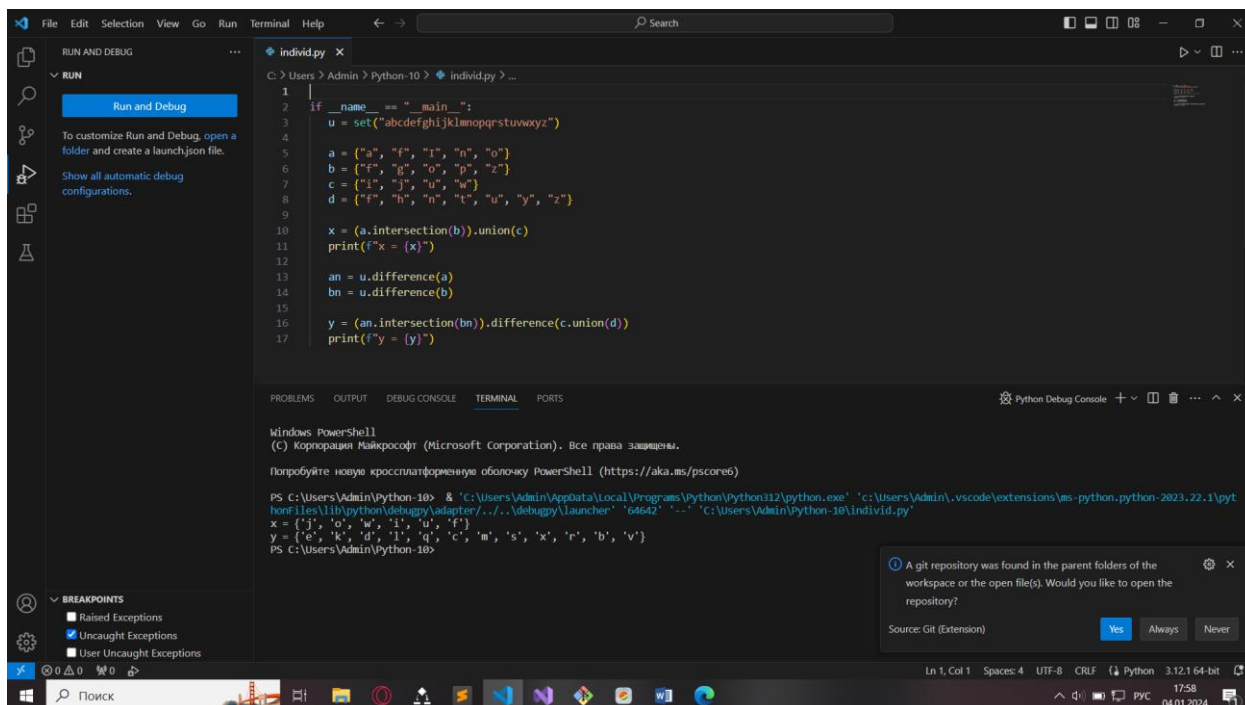 File Edit Selection View Go Run Terminal Help
Search
RUN AND DEBUG ...
individ.py X
RUN
C: > Users > Admin > Python-10 > individ.py > ...
Run and Debug
To customize Run and Debug, open a
folder and create a launch.json file.
Show all automatic debug
configurations.
1
2 if __name__ == "__main__":
3 u = set("abcdefghijklmnopqrstuvwxyz")
4
5 a = {"a", "f", "I", "n", "o"}
6 b = {"f", "g", "o", "p", "z"}
7 c = {"i", "j", "u", "w"}
8 d = {"f", "h", "n", "t", "u", "y", "z"}
9
10 x = (a.intersection(b)).union(c)
11 print(f"x = {x}")
12
13 an = u.difference(a)
14 bn = u.difference(b)
15
16 y = (an.intersection(bn)).difference(c.union(d))
17 print(f"y = {y}")
PROBLEMS OUTPUT DEBUG CONSOLE TERMINAL PORTS
Python Debug Console
Windows PowerShell
(C) Корпорация Майкрософт (Microsoft Corporation). Все права защищены.
Попробуйте новую кроссплатформенную оболочку PowerShell (https://aka.ms/pscore6)
PS C:\Users\Admin\Python-10> & 'C:\Users\Admin\AppData\Local\Programs\Python\Python312\python.exe' 'c:\Users\Admin\.vscode\extensions\ms-python.python-2023.22.1\pyt
honFiles\lib\python\debugpy\adapter/../..\debugpy\launcher' '64642' '--' 'C:\Users\Admin\Python-10\individ.py'
x = {'j', 'o', 'w', 'i', 'u', 'f'}
y = {'e', 'k', 'd', 'l', 'q', 'c', 'm', 's', 'x', 'r', 'b', 'v'}
PS C:\Users\Admin\Python-10>
A git repository was found in the parent folders of the
workspace or the open file(s). Would you like to open the
repository?
Source: Git (Extension)
Yes Always Never
BREAKPOINTS
Raised Exceptions
Uncaught Exceptions
User Uncaught Exceptions
0 0 0
Ln 1, Col 1 Spaces: 4 UTF-8 CRLF Python 3.12.1 64-bit
Поиск
РУС
17:58
04.01.2024